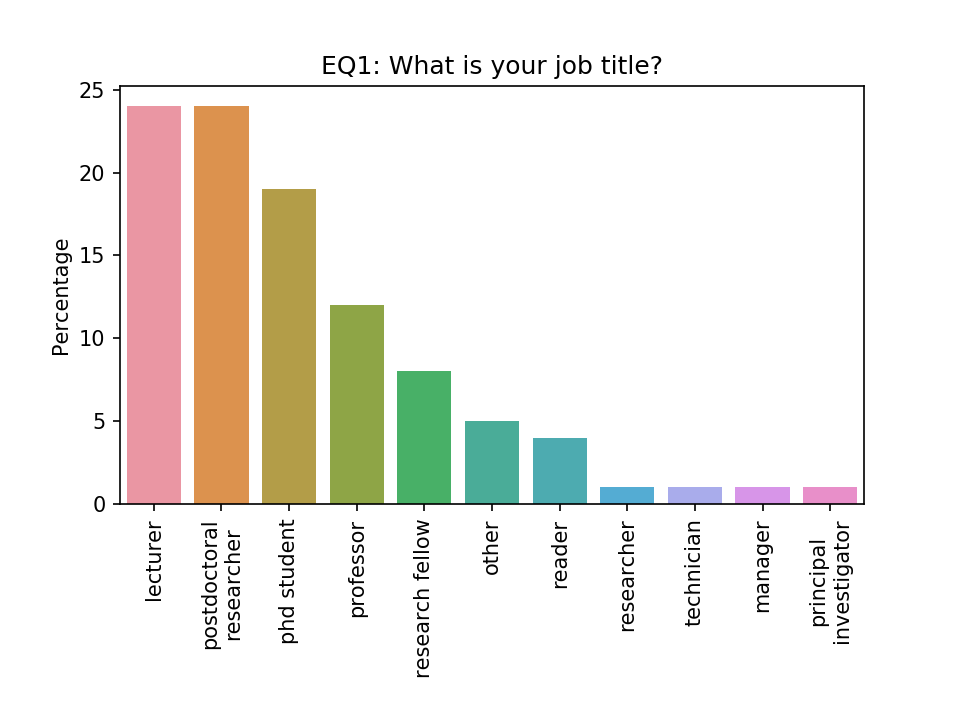 EQ1: What is your job title?
25
20
15
10
5
0
Percentage
lecturer
postdoctoral
researcher
phd student
professor
research fellow
other
reader
researcher
technician
manager
principal
investigator